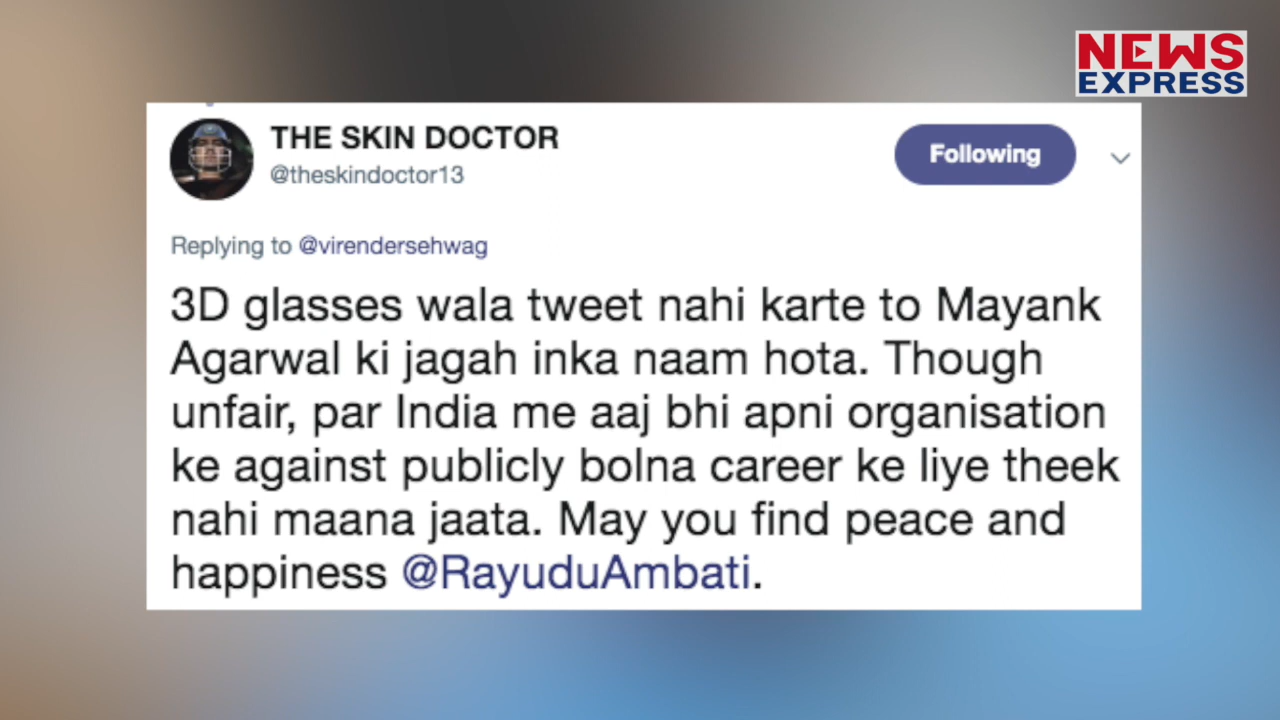 NEWS
EXPRESS
THE SKIN DOCTOR
@theskindoctor13
Following
Replying to @virendersehwag
3D glasses wala tweet nahi karte to Mayank
Agarwal ki jagah inka naam hota. Though
unfair, par India me aaj bhi apni organisation
ke against publicly bolna career ke liye theek
nahi maana jaata. May you find peace and
happiness @RayuduAmbati.